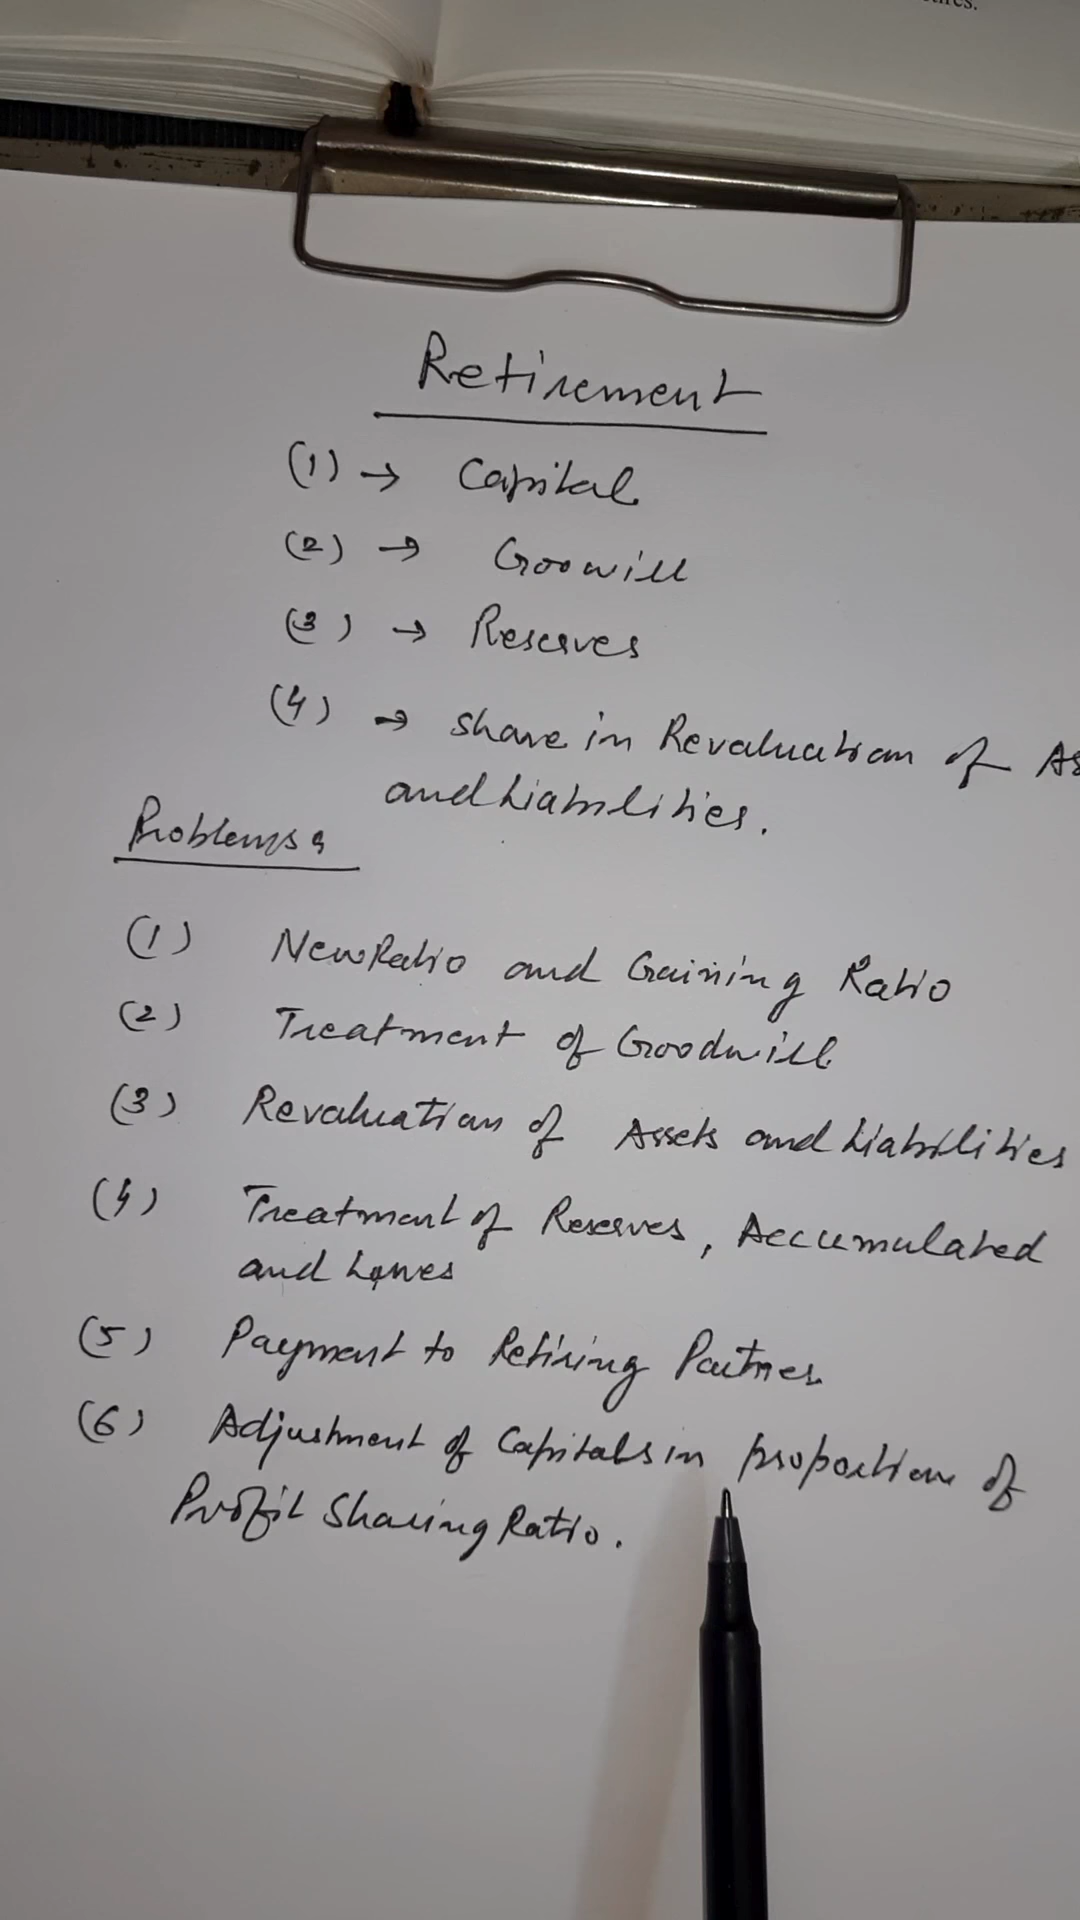 Retirement
(1) → Capital
(2) → Goowill
(3) → Reserves
(4) → Share in Revaluation of As
and Liabilities.
Problems
(1) New Ratio and Gaining Ratio
(2) Treatment of Goodwill
(3) Revaluation of Assets and Liabilities
(4) Treatment of Reserves, Accumulated
and Losses
(5) Payment to Retiring Partner
(6) Adjustment of Capitals in proportion of
Profit Sharing Ratio.